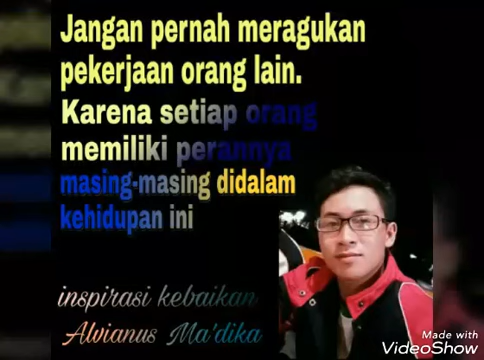 Jangan pernah meragukan
pekerjaan orang lain.
Karena setiap orang
memiliki perannya
masing-masing didalam
kehidupan ini
inspirasi kebaikan
Alvianus Ma'dika
Made with
VideoShow